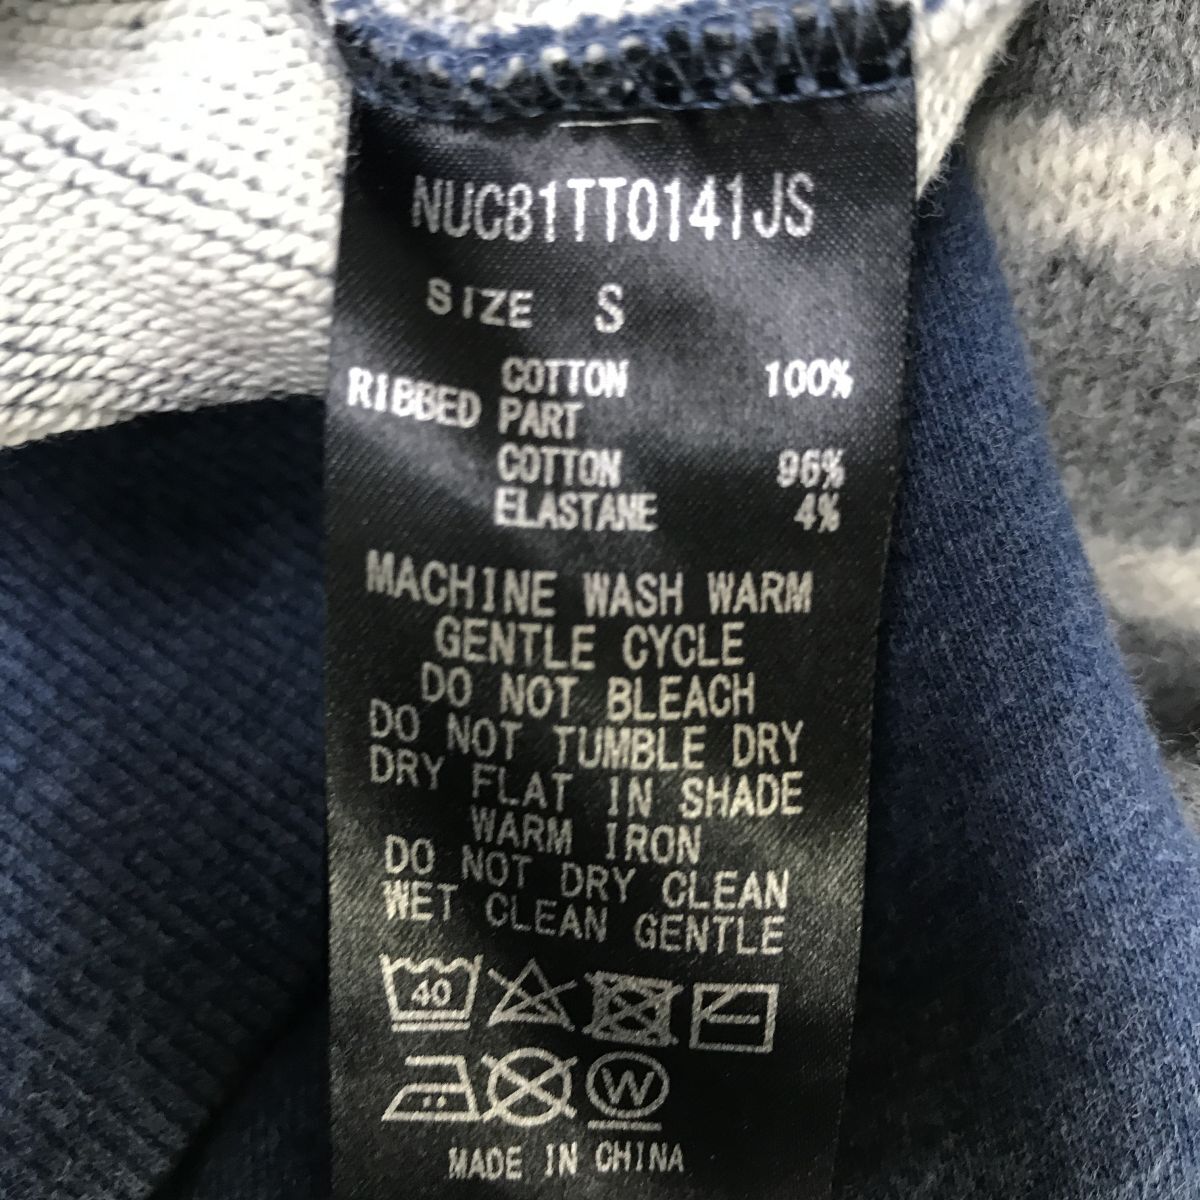 NUC81TT0141JS
SIZE S
COTTON 100%
RIBBED PART
COTTON 96%
ELASTANE 4%
MACHINE WASH WARM
GENTLE CYCLE
DO NOT BLEACH
DO NOT TUMBLE DRY
DRY FLAT IN SHADE
WARM IRON
DO NOT DRY CLEAN
WET CLEAN GENTLE
40
W
MADE IN CHINA